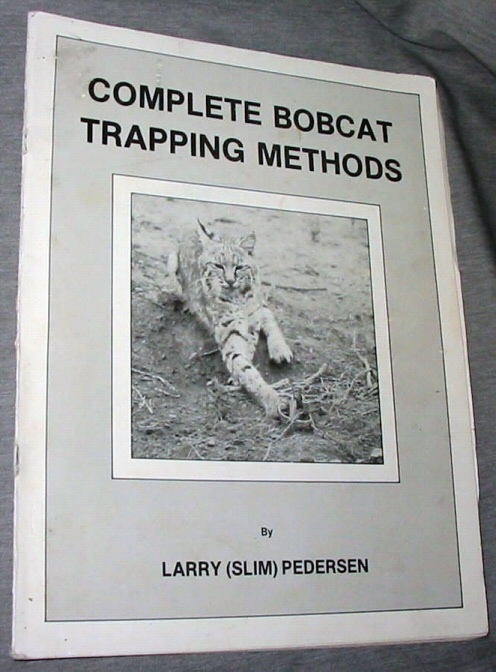 COMPLETE BOBCAT
TRAPPING METHODS
By
LARRY (SLIM) PEDERSEN